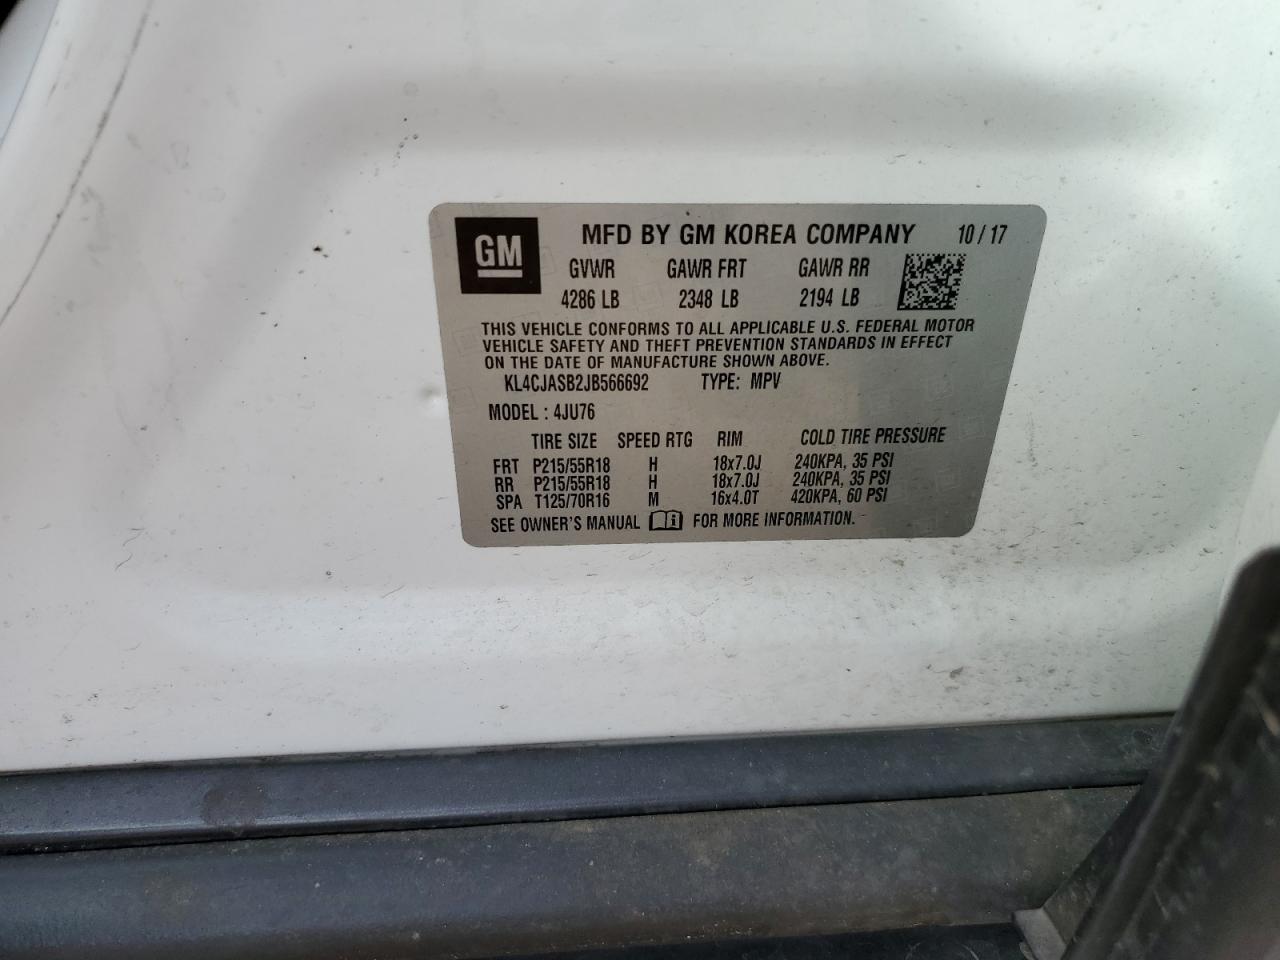 GM MFD BY GM KOREA COMPANY 10 / 17
GVWR GAWR FRT GAWR RR
4286 LB 2348 LB 2194 LB
THIS VEHICLE CONFORMS TO ALL APPLICABLE U.S. FEDERAL MOTOR
VEHICLE SAFETY AND THEFT PREVENTION STANDARDS IN EFFECT
ON THE DATE OF MANUFACTURE SHOWN ABOVE.
KL4CJASB2JB566692 TYPE: MPV
MODEL : 4JU76
TIRE SIZE SPEED RTG RIM COLD TIRE PRESSURE
FRT P215/55R18 H 18x7.0J 240KPA, 35 PSI
RR P215/55R18 H 18x7.0J 240KPA, 35 PSI
SPA T125/70R16 M 16x4.0T 420KPA, 60 PSI
SEE OWNER'S MANUAL FOR MORE INFORMATION.